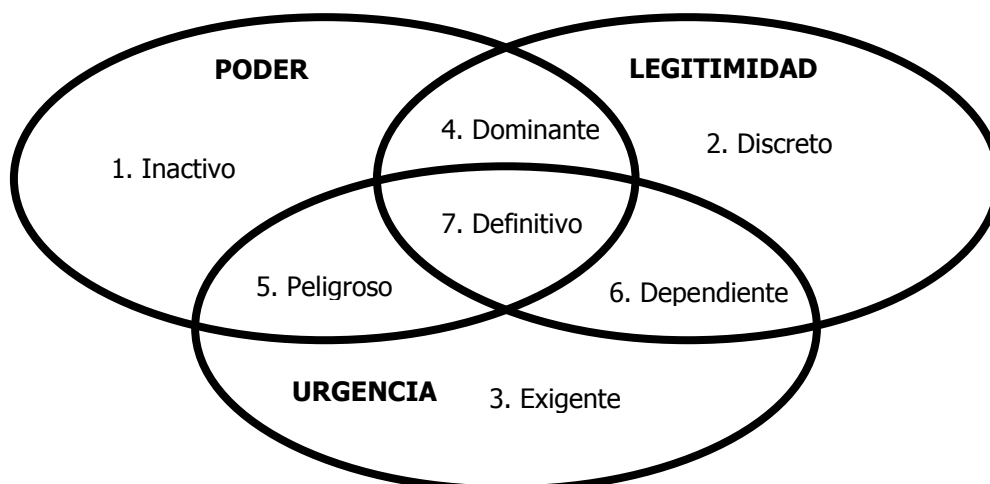 PODER
LEGITIMIDAD
4. Dominante
2. Discreto
1. Inactivo
7. Definitivo
5. Peligroso
6. Dependiente
URGENCIA
3. Exigente